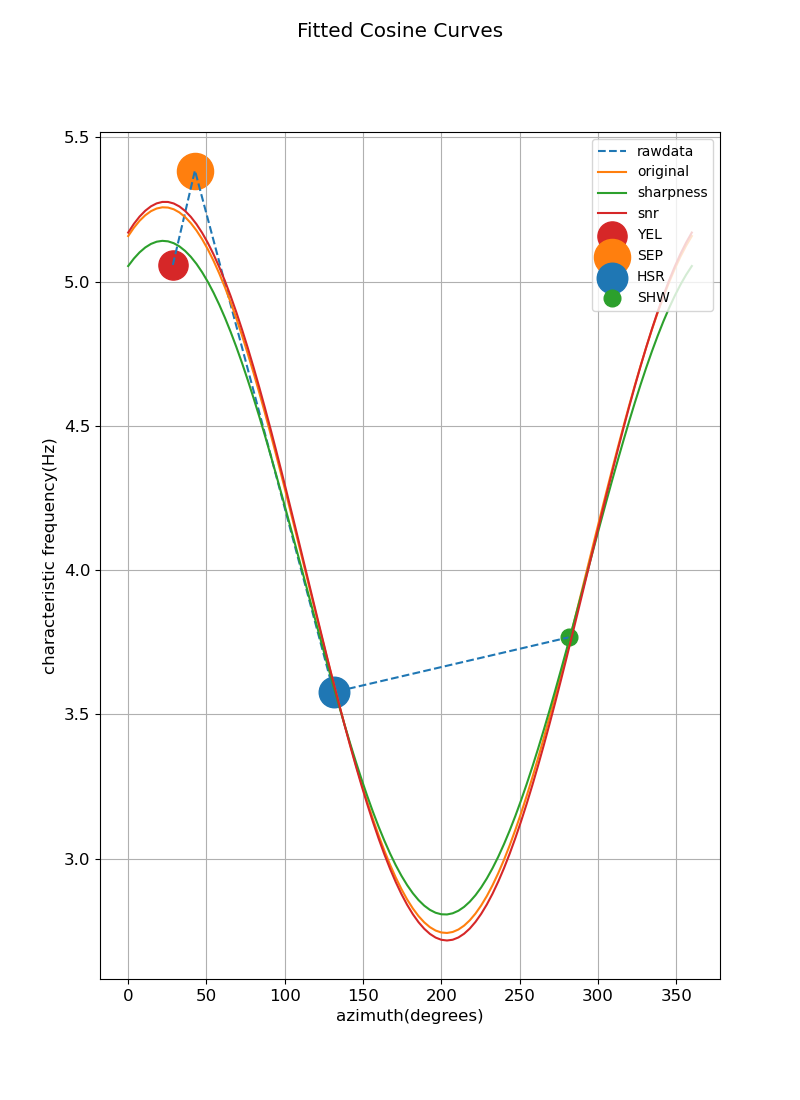 Fitted Cosine Curves
5.5
5.0
4.5
4.0
3.5
3.0
characteristic frequency(Hz)
rawdata
original
sharpness
snr
YEL
SEP
HSR
SHW
0 50 100 150 200 250 300 350
azimuth(degrees)